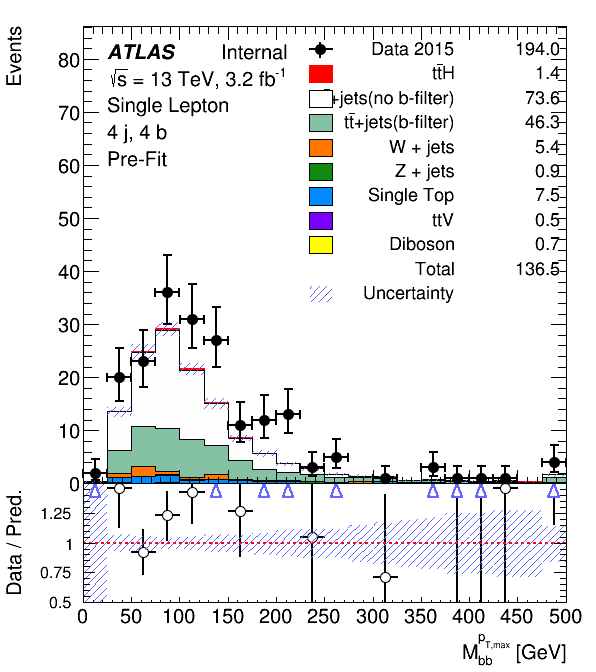 Events
ATLAS Internal
√s = 13 TeV, 3.2 fb⁻¹
Single Lepton
4 j, 4 b
Pre-Fit
Data 2015 194.0
tt̄H 1.4
+jets(no b-filter) 73.6
tt̄+jets(b-filter) 46.3
W + jets 5.4
Z + jets 0.9
Single Top 7.5
ttV 0.5
Diboson 0.7
Total 136.5
Uncertainty
80
70
60
50
40
30
20
10
0
Data / Pred.
1.25
1
0.75
0.5
0 50 100 150 200 250 300 350 400 450 500
M_bb^pT,max [GeV]